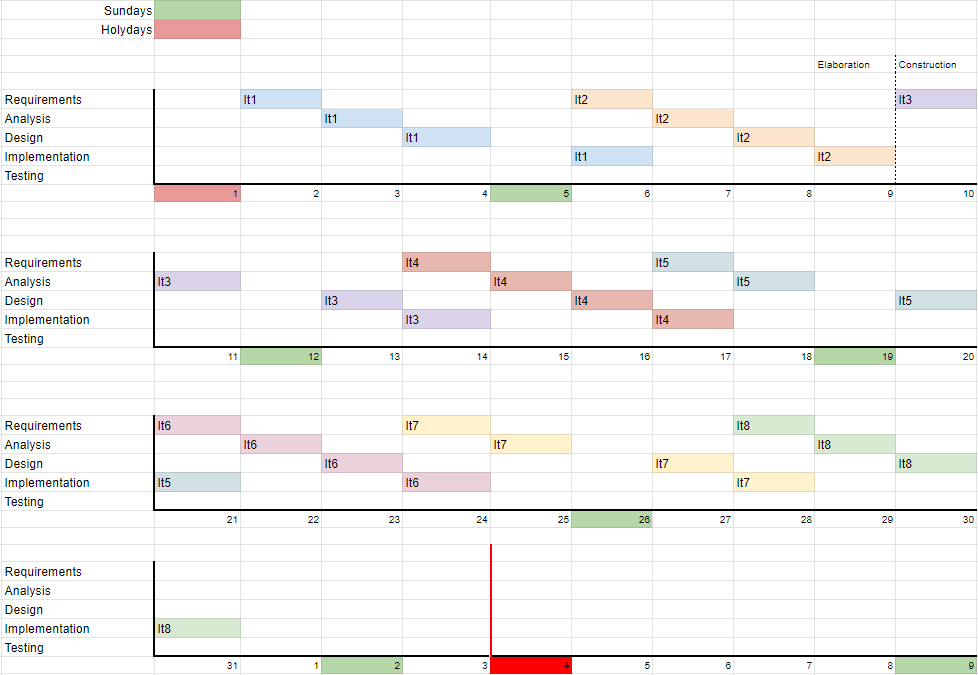 Sundays
Holydays
Elaboration Construction
Requirements It1 It2 It3
Analysis It1 It2
Design It1 It2
Implementation It1 It2
Testing
1 2 3 4 5 6 7 8 9 10
Requirements It4 It5
Analysis It3 It4 It5
Design It3 It4 It5
Implementation It3 It4
Testing
11 12 13 14 15 16 17 18 19 20
Requirements It6 It7 It8
Analysis It6 It7 It8
Design It6 It7 It8
Implementation It5 It6 It7
Testing
21 22 23 24 25 26 27 28 29 30
Requirements
Analysis
Design
Implementation It8
Testing
31 1 2 3 4 5 6 7 8 9